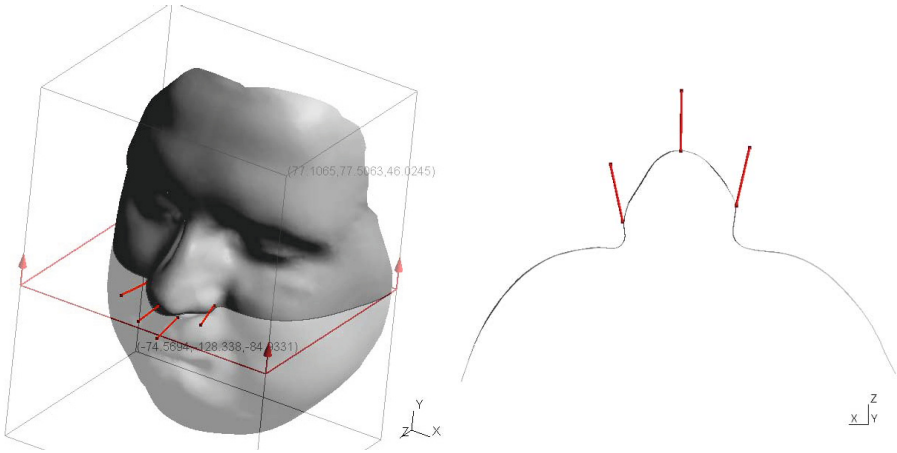 (77.1065,77.5063,46.0245)
(-74.5694,-128.338,-84.9331)
Y
Z X
Z
X Y